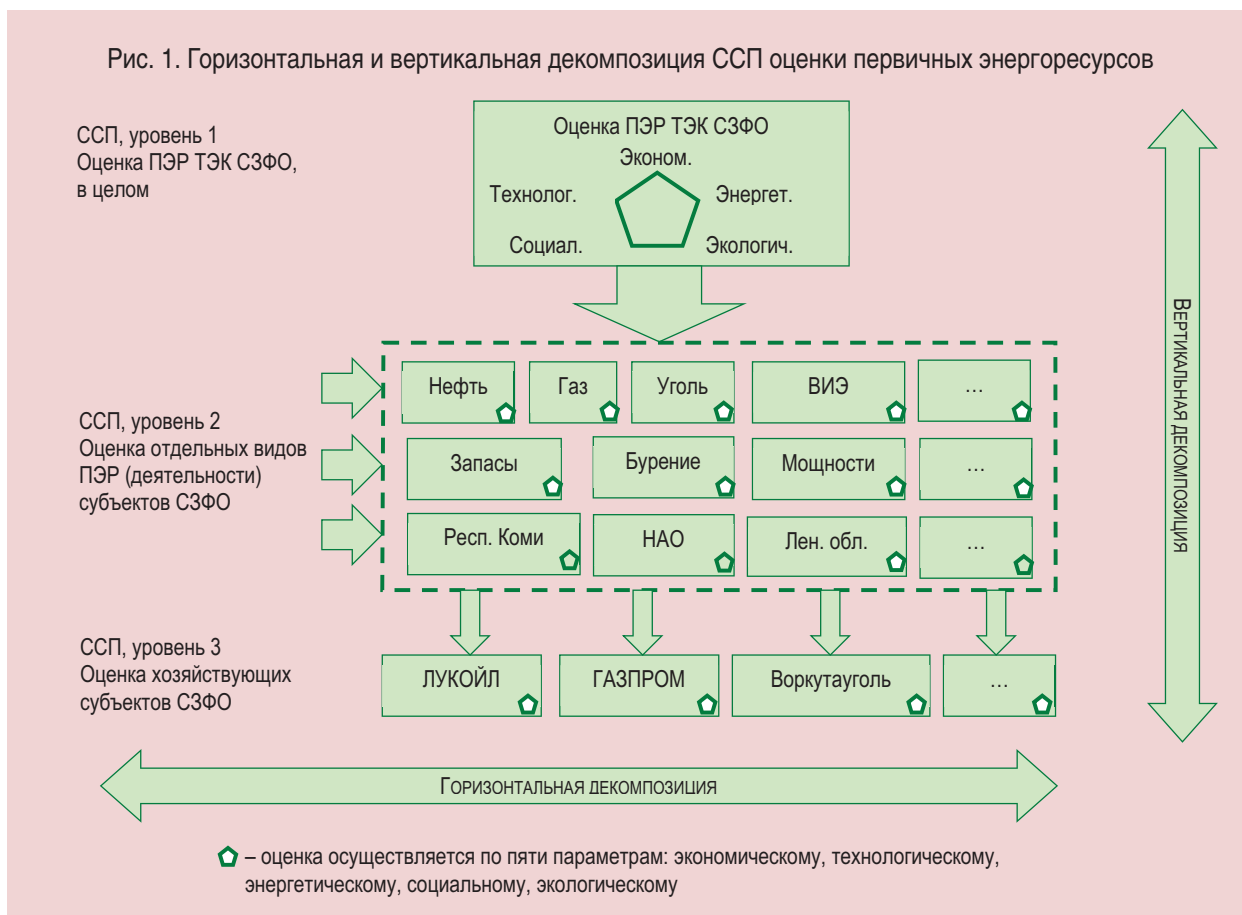 Рис. 1. Горизонтальная и вертикальная декомпозиция ССП оценки первичных энергоресурсов
ССП, уровень 1
Оценка ПЭР ТЭК СЗФО,
в целом
Оценка ПЭР ТЭК СЗФО
Эконом.
Технолог.
Энергет.
Социал.
Экологич.
ВЕРТИКАЛЬНАЯ ДЕКОМПОЗИЦИЯ
ССП, уровень 2
Оценка отдельных видов
ПЭР (деятельности)
субъектов СЗФО
Нефть
Газ
Уголь
ВИЭ
…
Запасы
Бурение
Мощности
…
Респ. Коми
НАО
Лен. обл.
…
ССП, уровень 3
Оценка хозяйствующих
субъектов СЗФО
ЛУКОЙЛ
ГАЗПРОМ
Воркутауголь
…
ГОРИЗОНТАЛЬНАЯ ДЕКОМПОЗИЦИЯ
– оценка осуществляется по пяти параметрам: экономическому, технологическому,
энергетическому, социальному, экологическому